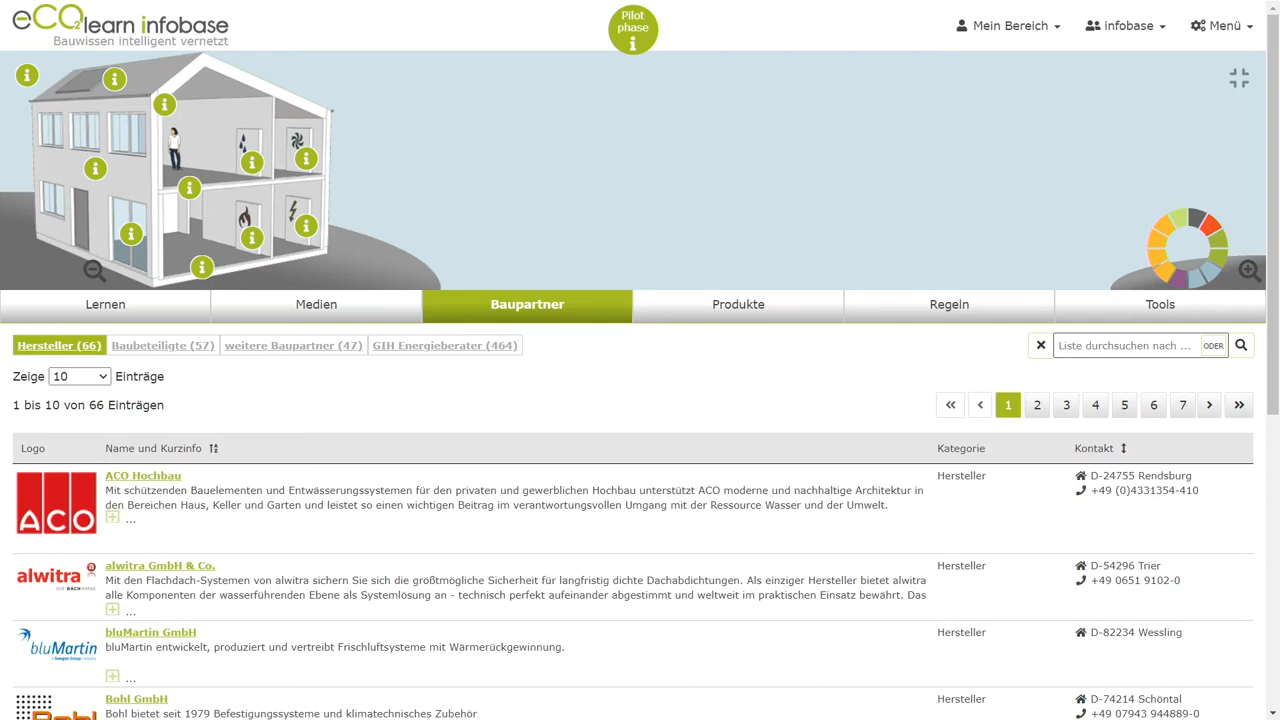 eCO2learn infobase
Bauwissen intelligent vernetzt
Pilot
phase
Mein Bereich
infobase
Menü
Lernen
Medien
Baupartner
Produkte
Regeln
Tools
Hersteller (66)
Baubeteiligte (57)
weitere Baupartner (47)
GIH Energieberater (464)
Liste durchsuchen nach ...
ODER
Zeige 10 Einträge
1 bis 10 von 66 Einträgen
1 2 3 4 5 6 7
Logo
Name und Kurzinfo
Kategorie
Kontakt
ACO
ACO Hochbau
Mit schützenden Bauelementen und Entwässerungssystemen für den privaten und gewerblichen Hochbau unterstützt ACO moderne und nachhaltige Architektur in
den Bereichen Haus, Keller und Garten und leistet so einen wichtigen Beitrag im verantwortungsvollen Umgang mit der Ressource Wasser und der Umwelt.
...
Hersteller
D-24755 Rendsburg
+49 (0)4331354-410
alwitra
alwitra GmbH & Co.
Mit den Flachdach-Systemen von alwitra sichern Sie sich die größtmögliche Sicherheit für langfristig dichte Dachabdichtungen. Als einziger Hersteller bietet alwitra
alle Komponenten der wasserführenden Ebene als Systemlösung an - technisch perfekt aufeinander abgestimmt und weltweit im praktischen Einsatz bewährt. Das
...
Hersteller
D-54296 Trier
+49 0651 9102-0
bluMartin
bluMartin GmbH
bluMartin entwickelt, produziert und vertreibt Frischluftsysteme mit Wärmerückgewinnung.
...
Hersteller
D-82234 Wessling
Bohl
Bohl GmbH
Bohl bietet seit 1979 Befestigungssysteme und klimatechnisches Zubehör
Hersteller
D-74214 Schöntal
+49 07943 944889-0